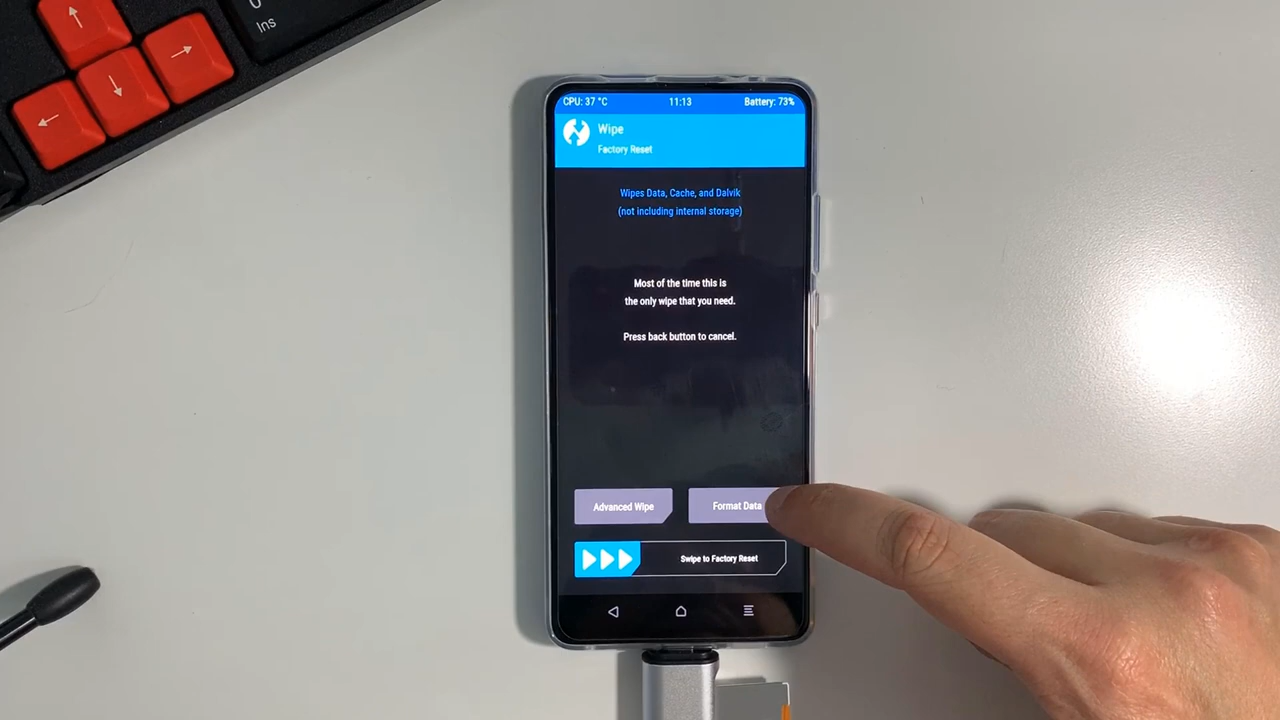 0
Ins
CPU: 37 °C
11:13
Battery: 73%
Wipe
Factory Reset
Wipes Data, Cache, and Dalvik
(not including internal storage)
Most of the time this is
the only wipe that you need.
Press back button to cancel.
Advanced Wipe
Format Data
Swipe to Factory Reset